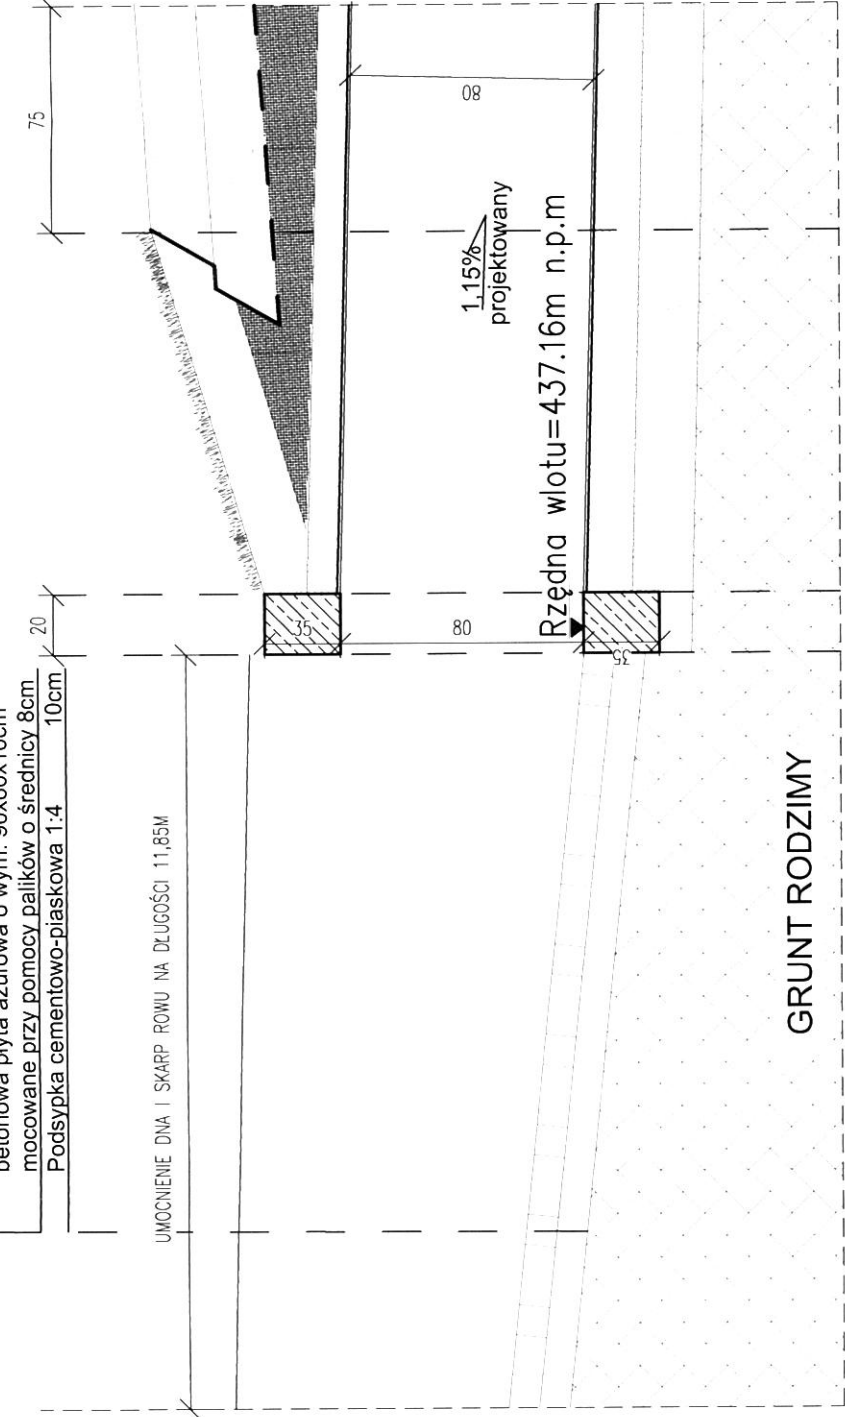 betonowa płyta ażurowa o wym. 90x60x10cm
mocowane przy pomocy palików o średnicy 8cm
Podsypka cementowo-piaskowa 1:4 10cm
UMOCNIENIE DNA I SKARP ROWU NA DŁUGOŚCI 11,85M
20
75
35
80
35
80
Rzędna wlotu=437.16m n.p.m
1,15%
projektowany
GRUNT RODZIMY